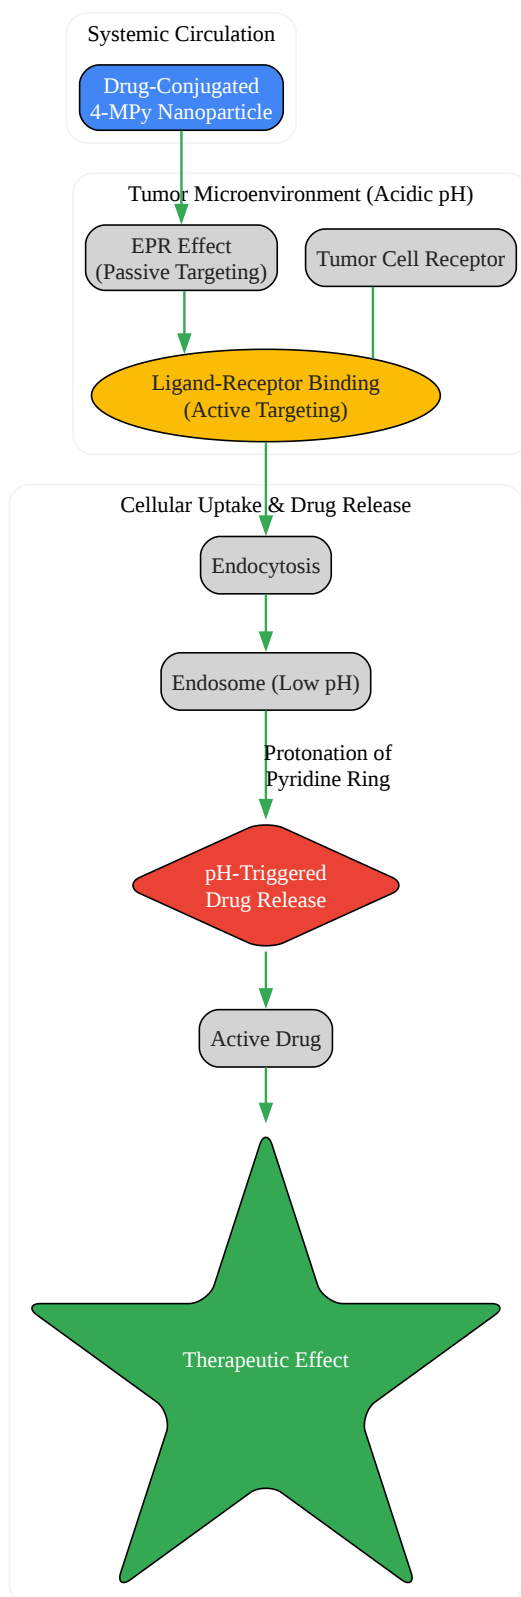 Systemic Circulation
Drug-Conjugated
4-MPy Nanoparticle
Tumor Microenvironment (Acidic pH)
EPR Effect
(Passive Targeting)
Tumor Cell Receptor
Ligand-Receptor Binding
(Active Targeting)
Cellular Uptake & Drug Release
Endocytosis
Endosome (Low pH)
Protonation of
Pyridine Ring
pH-Triggered
Drug Release
Active Drug
Therapeutic Effect